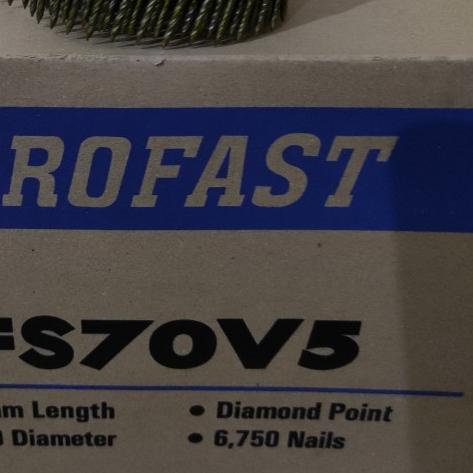 ROFAST
FS70V5
m Length • Diamond Point
Diameter • 6,750 Nails